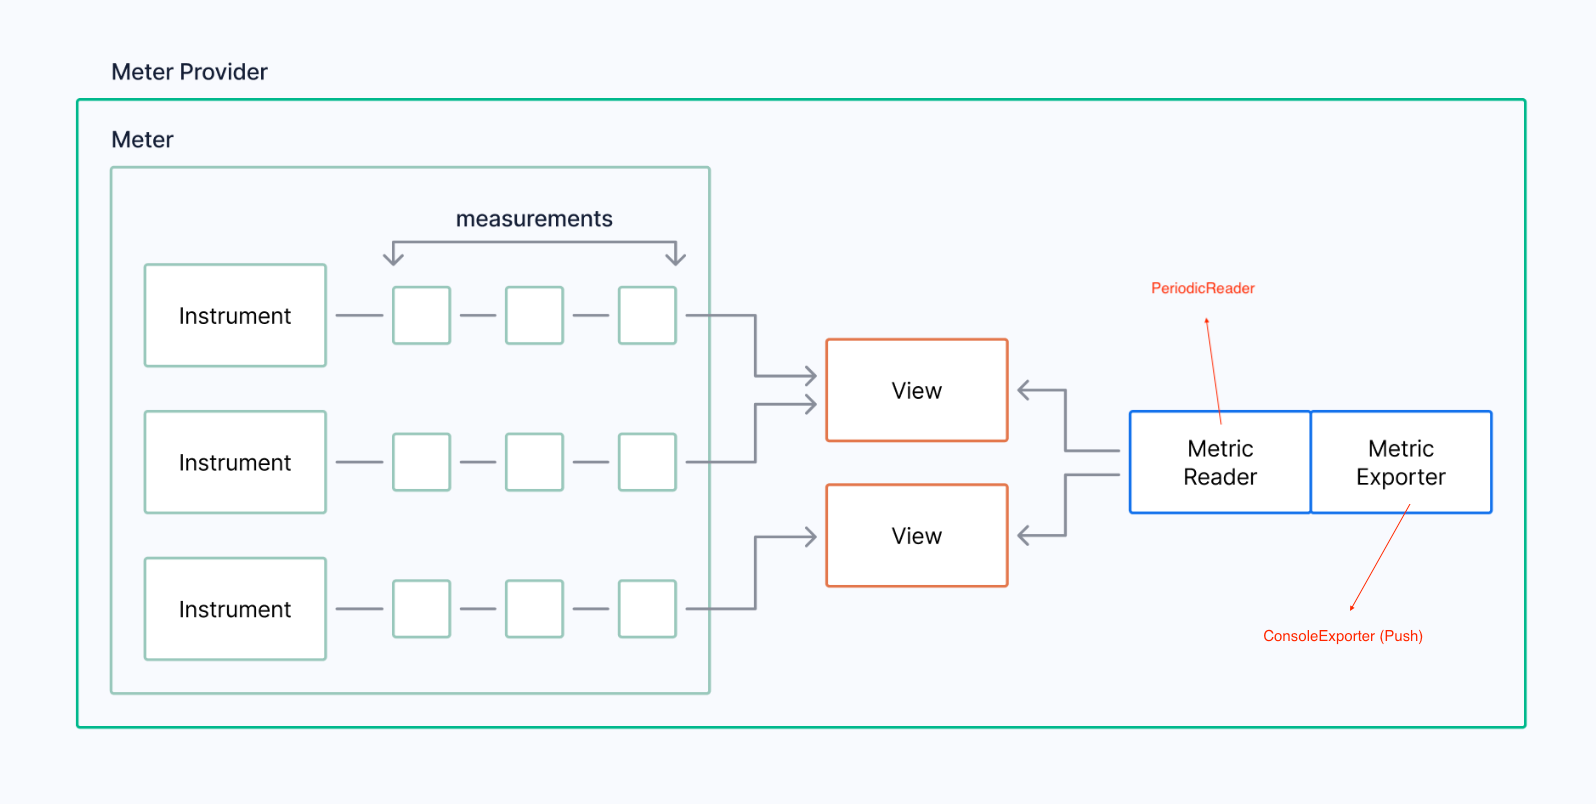 Meter Provider
Meter
measurements
Instrument
Instrument
Instrument
View
View
PeriodicReader
Metric
Reader
Metric
Exporter
ConsoleExporter (Push)